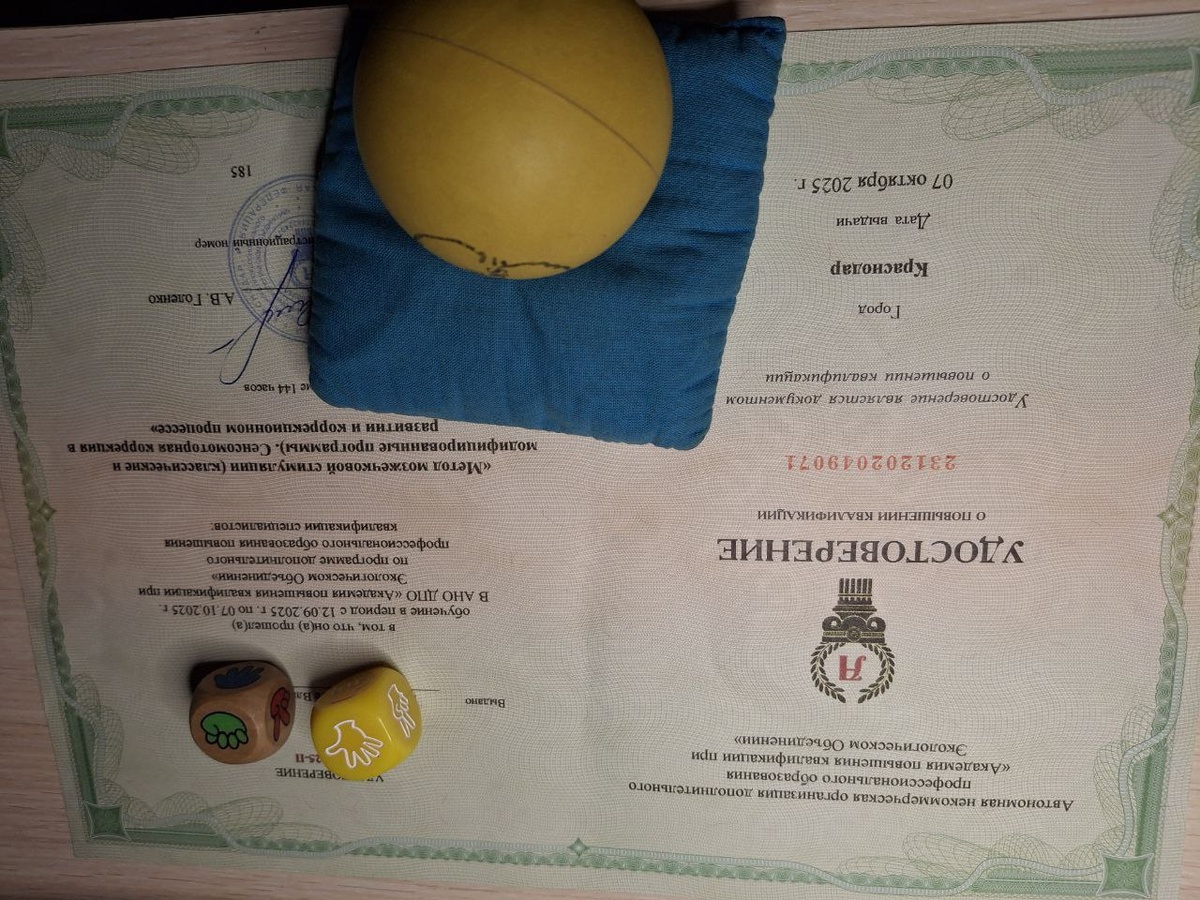 Автономная некоммерческая организация дополнительного
профессионального образования
«Академия повышения квалификации при
Экологическом Объединении»
Я
УДОСТОВЕРЕНИЕ
О ПОВЫШЕНИИ КВАЛИФИКАЦИИ
231202049071
Удостоверение является документом
о повышении квалификации
Город
Краснодар
Дата выдачи
07 октября 2025 г.
Выдано
в том, что он(а) прошел(а)
обучение в период с 12.09.2025 г. по 07.10.2025 г.
В АНО ДПО «Академия повышения квалификации при
Экологическом Объединении»
по программе дополнительного
профессионального образования повышения
квалификации специалистов:
«Метод мозжечковой стимуляции (классические и
модифицированные программы). Сенсомоторная коррекция в
развитии и коррекционном процессе»
144 часов
А.В. Голенко
номер
185